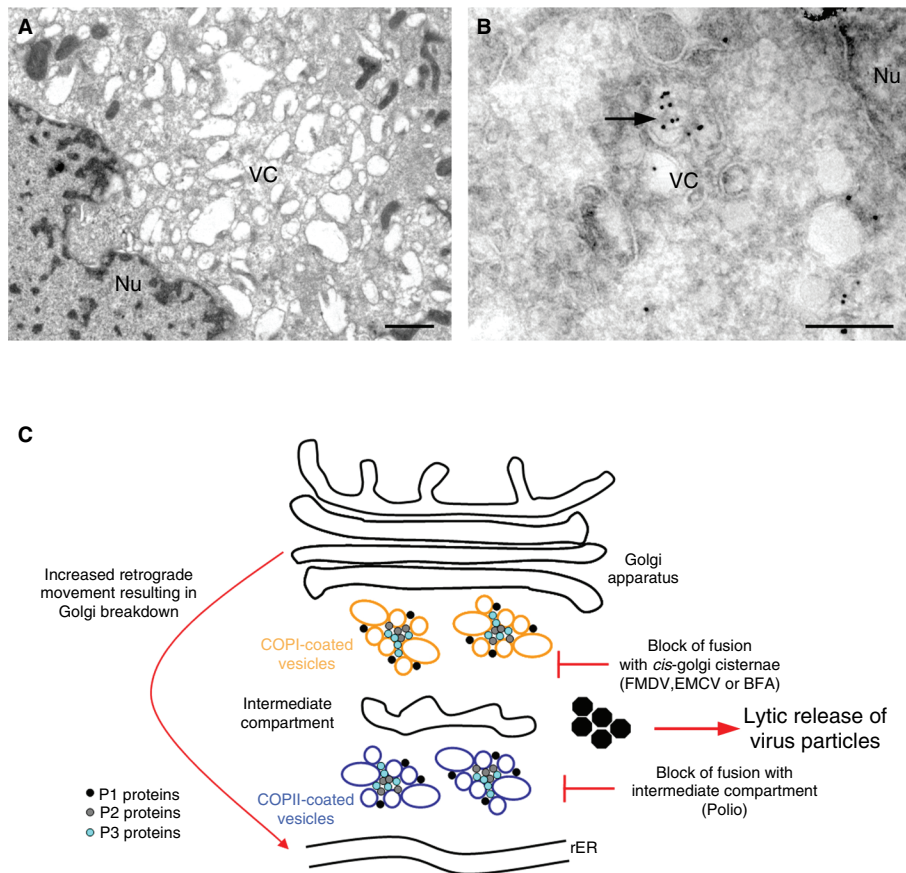 A
VC
Nu
B
Nu
VC
C
Increased retrograde
movement resulting in
Golgi breakdown
Golgi
apparatus
COPI-coated
vesicles
Block of fusion
with cis-golgi cisternae
(FMDV,EMCV or BFA)
Intermediate
compartment
Lytic release of
virus particles
P1 proteins
P2 proteins
P3 proteins
COPII-coated
vesicles
Block of fusion with
intermediate compartment
(Polio)
rER